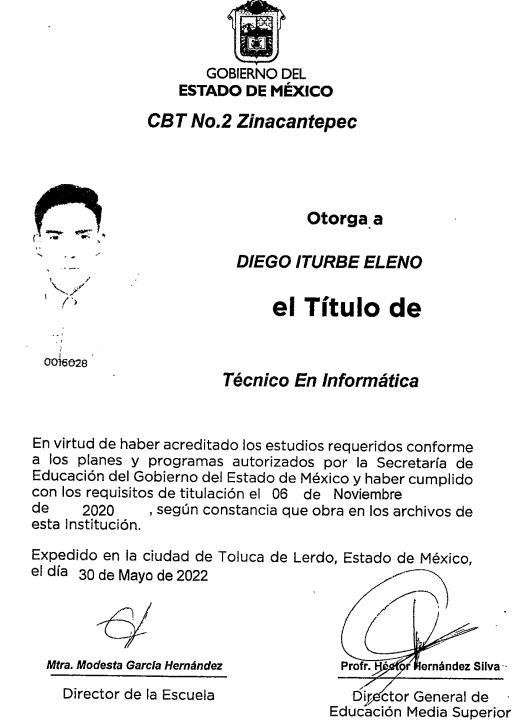 GOBIERNO DEL
ESTADO DE MÉXICO
CBT No.2 Zinacantepec
Otorga a
DIEGO ITURBE ELENO
el Título de
0016028
Técnico En Informática
En virtud de haber acreditado los estudios requeridos conforme
a los planes y programas autorizados por la Secretaría de
Educación del Gobierno del Estado de México y haber cumplido
con los requisitos de titulación el 06 de Noviembre
de 2020 , según constancia que obra en los archivos de
esta Institución.
Expedido en la ciudad de Toluca de Lerdo, Estado de México,
el día 30 de Mayo de 2022
Mtra. Modesta García Hernández
Profr. Héctor Hernández Silva
Director de la Escuela
Director General de
Educación Media Superior